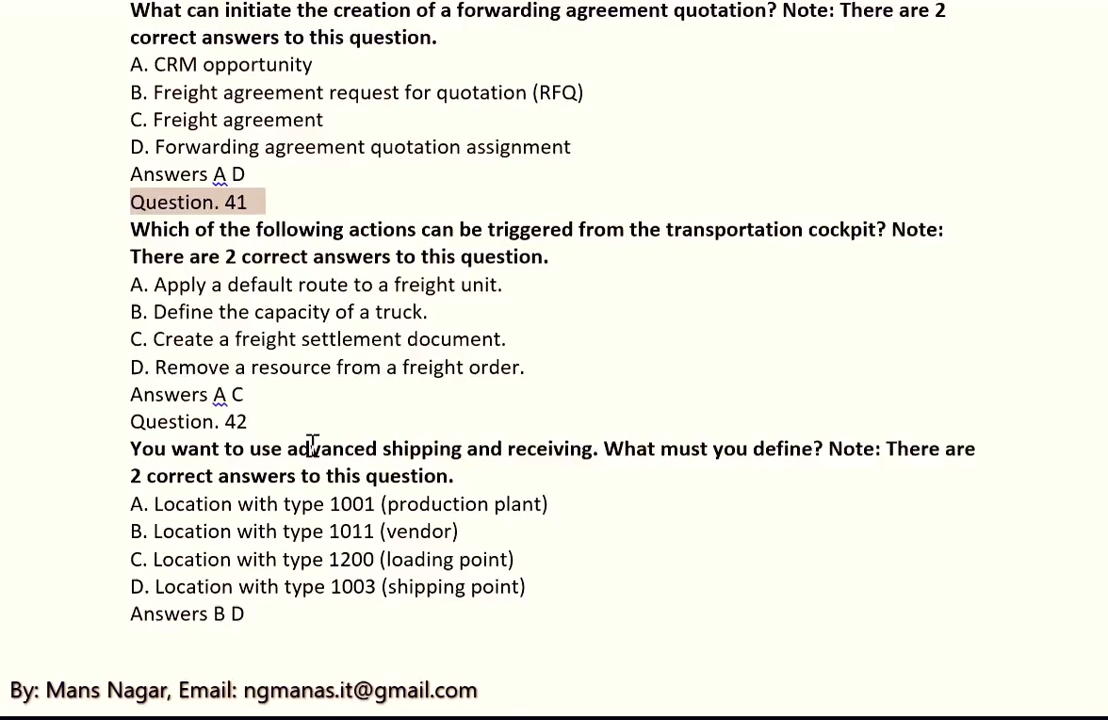 What can initiate the creation of a forwarding agreement quotation? Note: There are 2
correct answers to this question.
A. CRM opportunity
B. Freight agreement request for quotation (RFQ)
C. Freight agreement
D. Forwarding agreement quotation assignment
Answers A D
Question. 41
Which of the following actions can be triggered from the transportation cockpit? Note:
There are 2 correct answers to this question.
A. Apply a default route to a freight unit.
B. Define the capacity of a truck.
C. Create a freight settlement document.
D. Remove a resource from a freight order.
Answers A C
Question. 42
You want to use advanced shipping and receiving. What must you define? Note: There are
2 correct answers to this question.
A. Location with type 1001 (production plant)
B. Location with type 1011 (vendor)
C. Location with type 1200 (loading point)
D. Location with type 1003 (shipping point)
Answers B D
By: Mans Nagar, Email: ngmanas.it@gmail.com